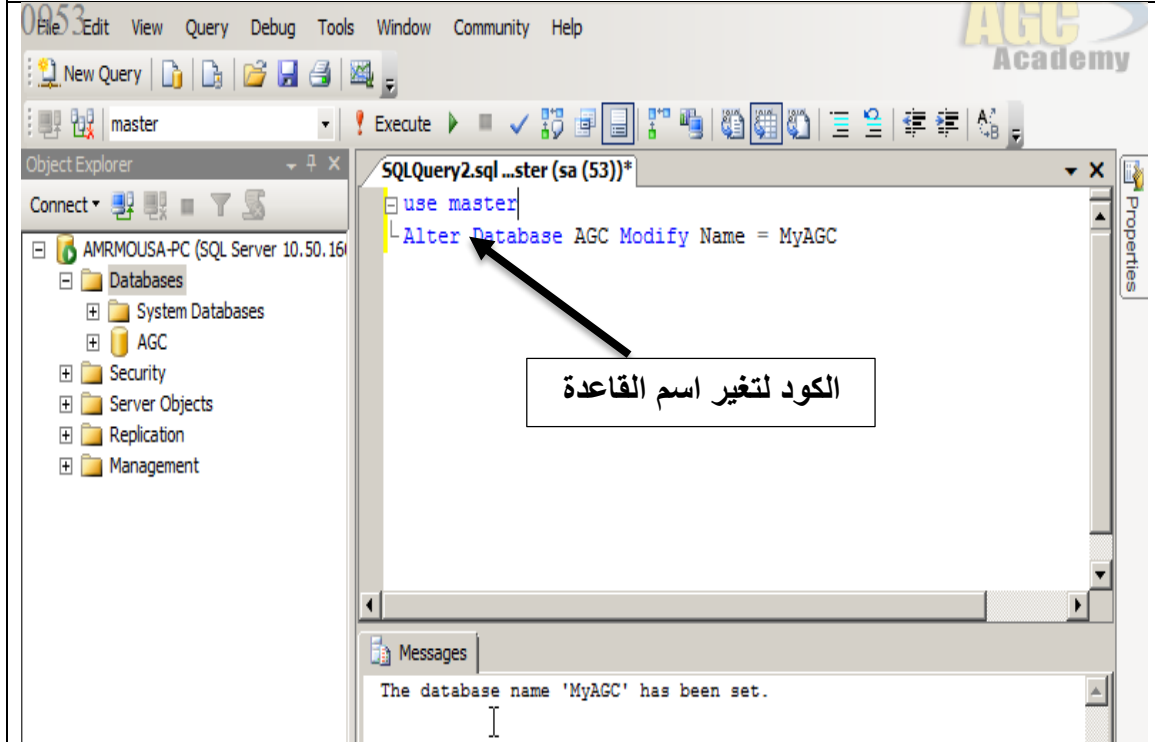 0053
File Edit View Query Debug Tools Window Community Help
AGC
Academy
New Query
master Execute
Object Explorer
SQLQuery2.sql ...ster (sa (53))*
Connect
use master
Alter Database AGC Modify Name = MyAGC
AMRMOUSA-PC (SQL Server 10.50.160
Databases
System Databases
AGC
Security
Server Objects
Replication
Management
الكود لتغير اسم القاعدة
Properties
Messages
The database name 'MyAGC' has been set.